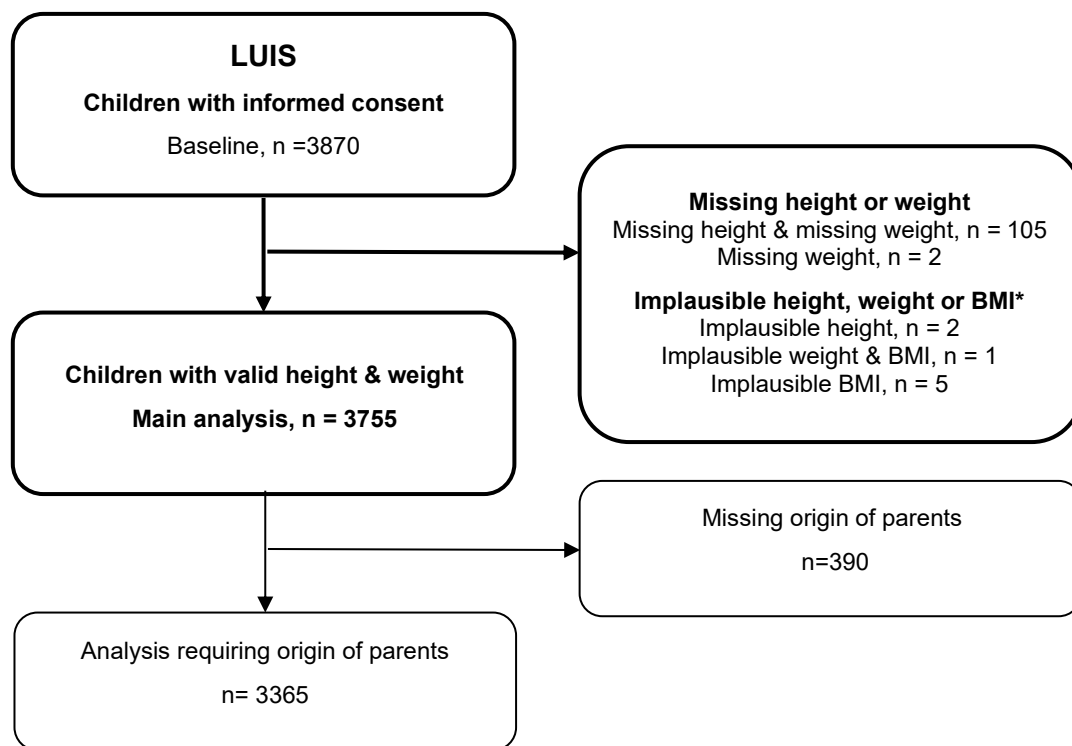 LUIS
Children with informed consent
Baseline, n =3870
Missing height or weight
Missing height & missing weight, n = 105
Missing weight, n = 2
Implausible height, weight or BMI*
Implausible height, n = 2
Implausible weight & BMI, n = 1
Implausible BMI, n = 5
Children with valid height & weight
Main analysis, n = 3755
Missing origin of parents
n=390
Analysis requiring origin of parents
n= 3365